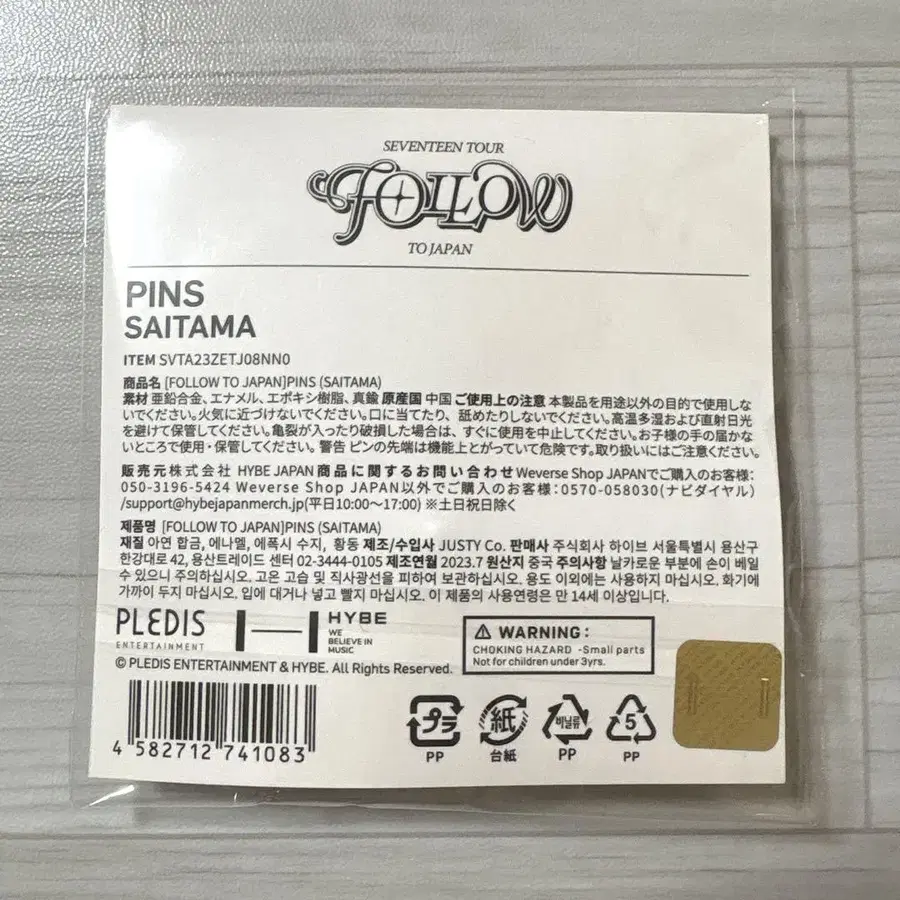 SEVENTEEN TOUR
FOLLOW
TO JAPAN
PINS
SAITAMA
ITEM SVTA23ZETJ08NN0
商品名 [FOLLOW TO JAPAN]PINS (SAITAMA)
素材 亜鉛合金、エナメル、エポキシ樹脂、真鍮 原産国 中国 ご使用上の注意 本製品を用途以外の目的で使用しな
いでください。火気に近づけないでください。口に当てたり、舐めたりしないでください。高温多湿および直射日光
を避けて保管してください。亀裂が入ったり破損した場合は、すぐに使用を中止してください。お子様の手の届かな
いところで使用・保管してください。警告 ピンの先端は機能上とがっていて危険です。取り扱いにはご注意ください。
販売元 株式会社 HYBE JAPAN 商品に関するお問い合わせ Weverse Shop JAPANでご購入のお客様:
050-3196-5424 Weverse Shop JAPAN以外でご購入のお客様:0570-058030(ナビダイヤル)
/support@hybejapanmerch.jp(平日10:00～17:00) ※土日祝日除く
제품명 [FOLLOW TO JAPAN]PINS (SAITAMA)
재질 아연 합금, 에나멜, 에폭시 수지, 황동 제조/수입사 JUSTY Co. 판매사 주식회사 하이브 서울특별시 용산구
한강대로 42, 용산트레이드 센터 02-3444-0105 제조연월 2023.7 원산지 중국 주의사항 날카로운 부분에 손이 베일
수 있으니 주의하십시오. 고온 고습 및 직사광선을 피하여 보관하십시오. 용도 이외에는 사용하지 마십시오. 화기에
가까이 두지 마십시오. 입에 대거나 넣고 빨지 마십시오. 이 제품의 사용연령은 만 14세 이상입니다.
PLEDIS
ENTERTAINMENT
HYBE
WE
BELIEVE IN
MUSIC
WARNING:
CHOKING HAZARD -Small parts
Not for children under 3yrs.
© PLEDIS ENTERTAINMENT & HYBE. All Rights Reserved.
4 582712 741083
プラ
PP
紙
台紙
비닐류
PP
5
PP